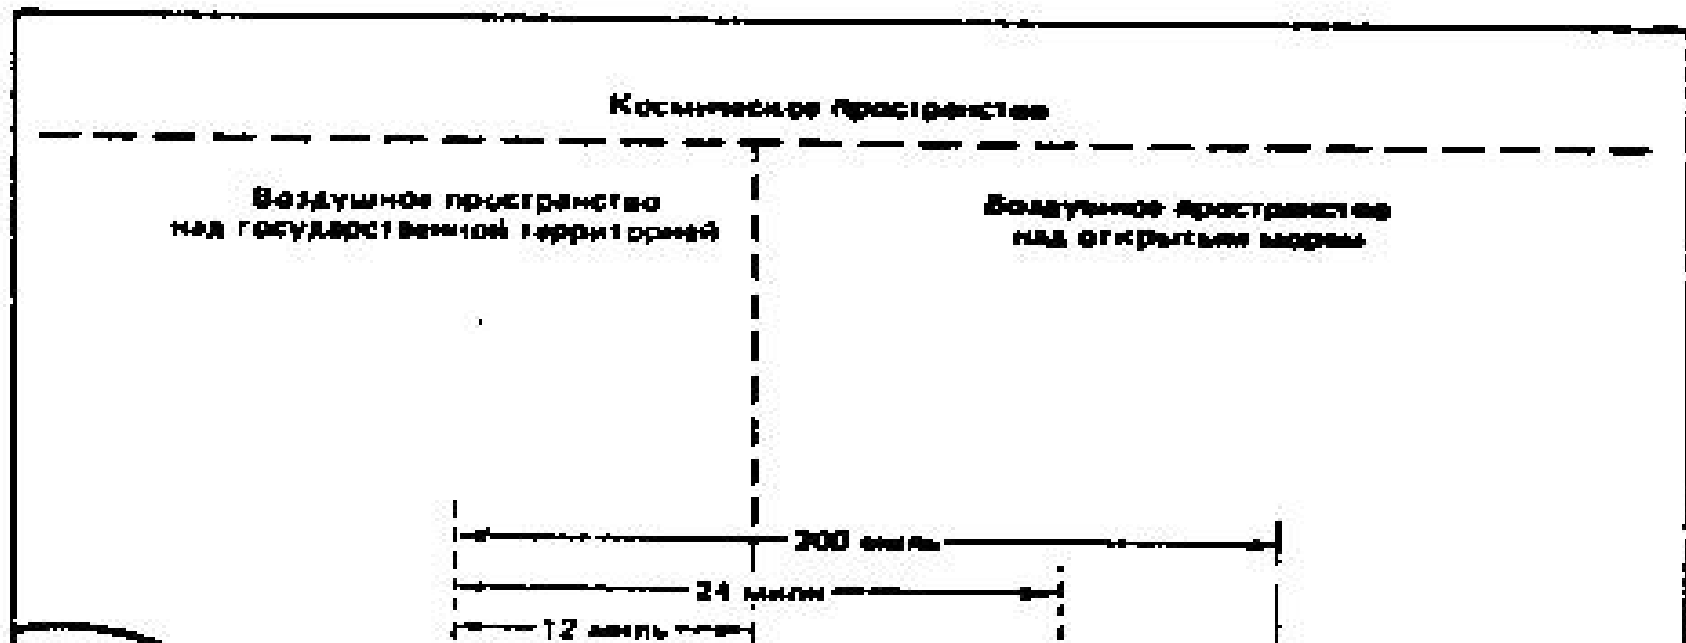 Космическое пространство
Воздушное пространство
над государственной территорией
Воздушное пространство
над открытым морем
200 миль
24 мили
12 миль